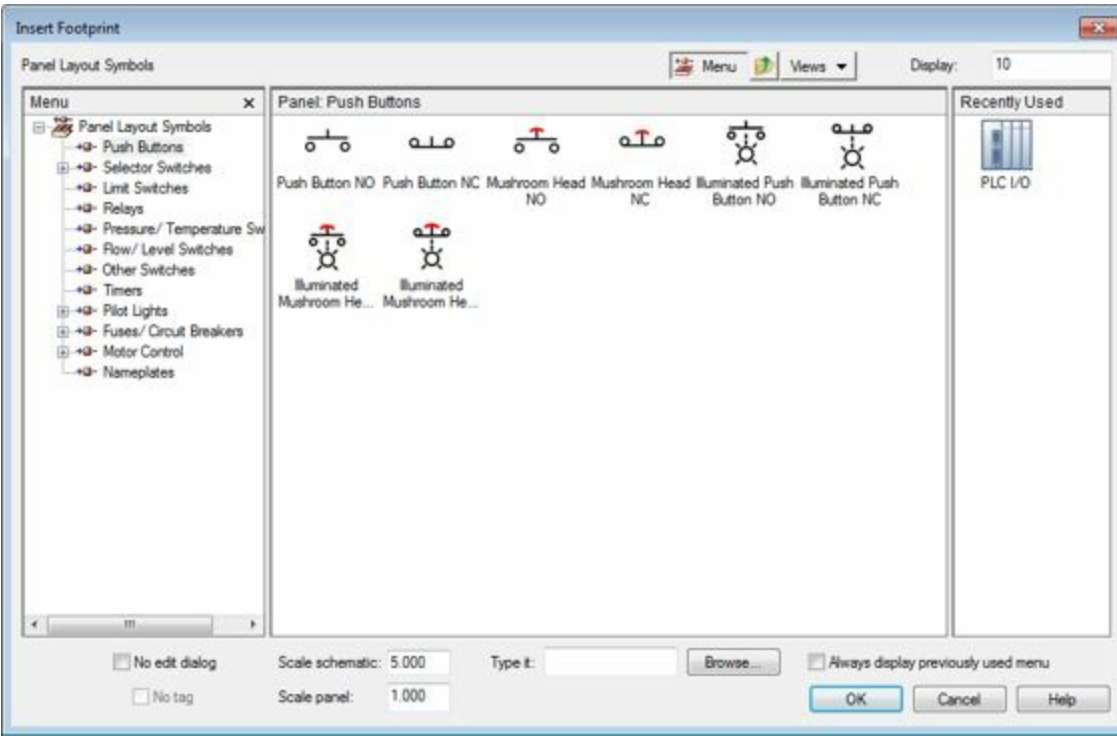 Insert Footprint
Panel Layout Symbols
Menu
Views
Display:
10
Menu
Panel Layout Symbols
Push Buttons
Selector Switches
Limit Switches
Relays
Pressure/ Temperature Sw
Flow/ Level Switches
Other Switches
Timers
Pilot Lights
Fuses/ Circuit Breakers
Motor Control
Nameplates
Panel: Push Buttons
Push Button NO
Push Button NC
Mushroom Head
NO
Mushroom Head
NC
Illuminated Push
Button NO
Illuminated Push
Button NC
Illuminated
Mushroom He...
Illuminated
Mushroom He...
Recently Used
PLC I/O
No edit dialog
No tag
Scale schematic: 5.000
Scale panel: 1.000
Type it:
Browse...
Always display previously used menu
OK
Cancel
Help